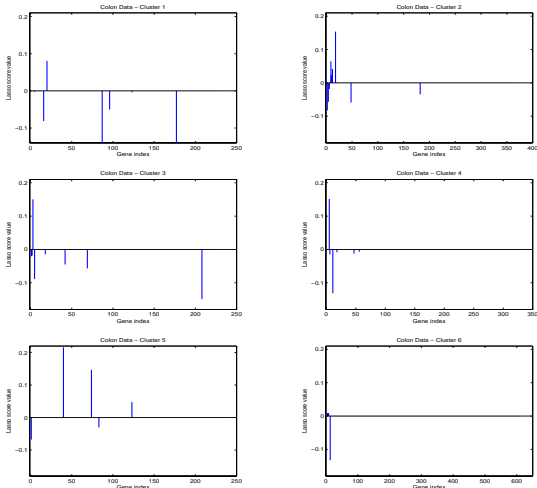 Colon Data – Cluster 1
0.2
0.1
0
−0.1
Lasso score value
0 50 100 150 200 250
Gene index
Colon Data – Cluster 2
0.2
0.1
0
−0.1
Lasso score value
0 50 100 150 200 250 300 350 400
Gene index
Colon Data – Cluster 3
0.2
0.1
0
−0.1
Lasso score value
0 50 100 150 200 250
Gene index
Colon Data – Cluster 4
0.2
0.1
0
−0.1
Lasso score value
0 50 100 150 200 250 300 350
Gene index
Colon Data – Cluster 5
0.2
0.1
0
−0.1
Lasso score value
0 50 100 150 200 250
Gene index
Colon Data – Cluster 6
0.2
0.1
0
−0.1
Lasso score value
0 100 200 300 400 500 600
Gene index